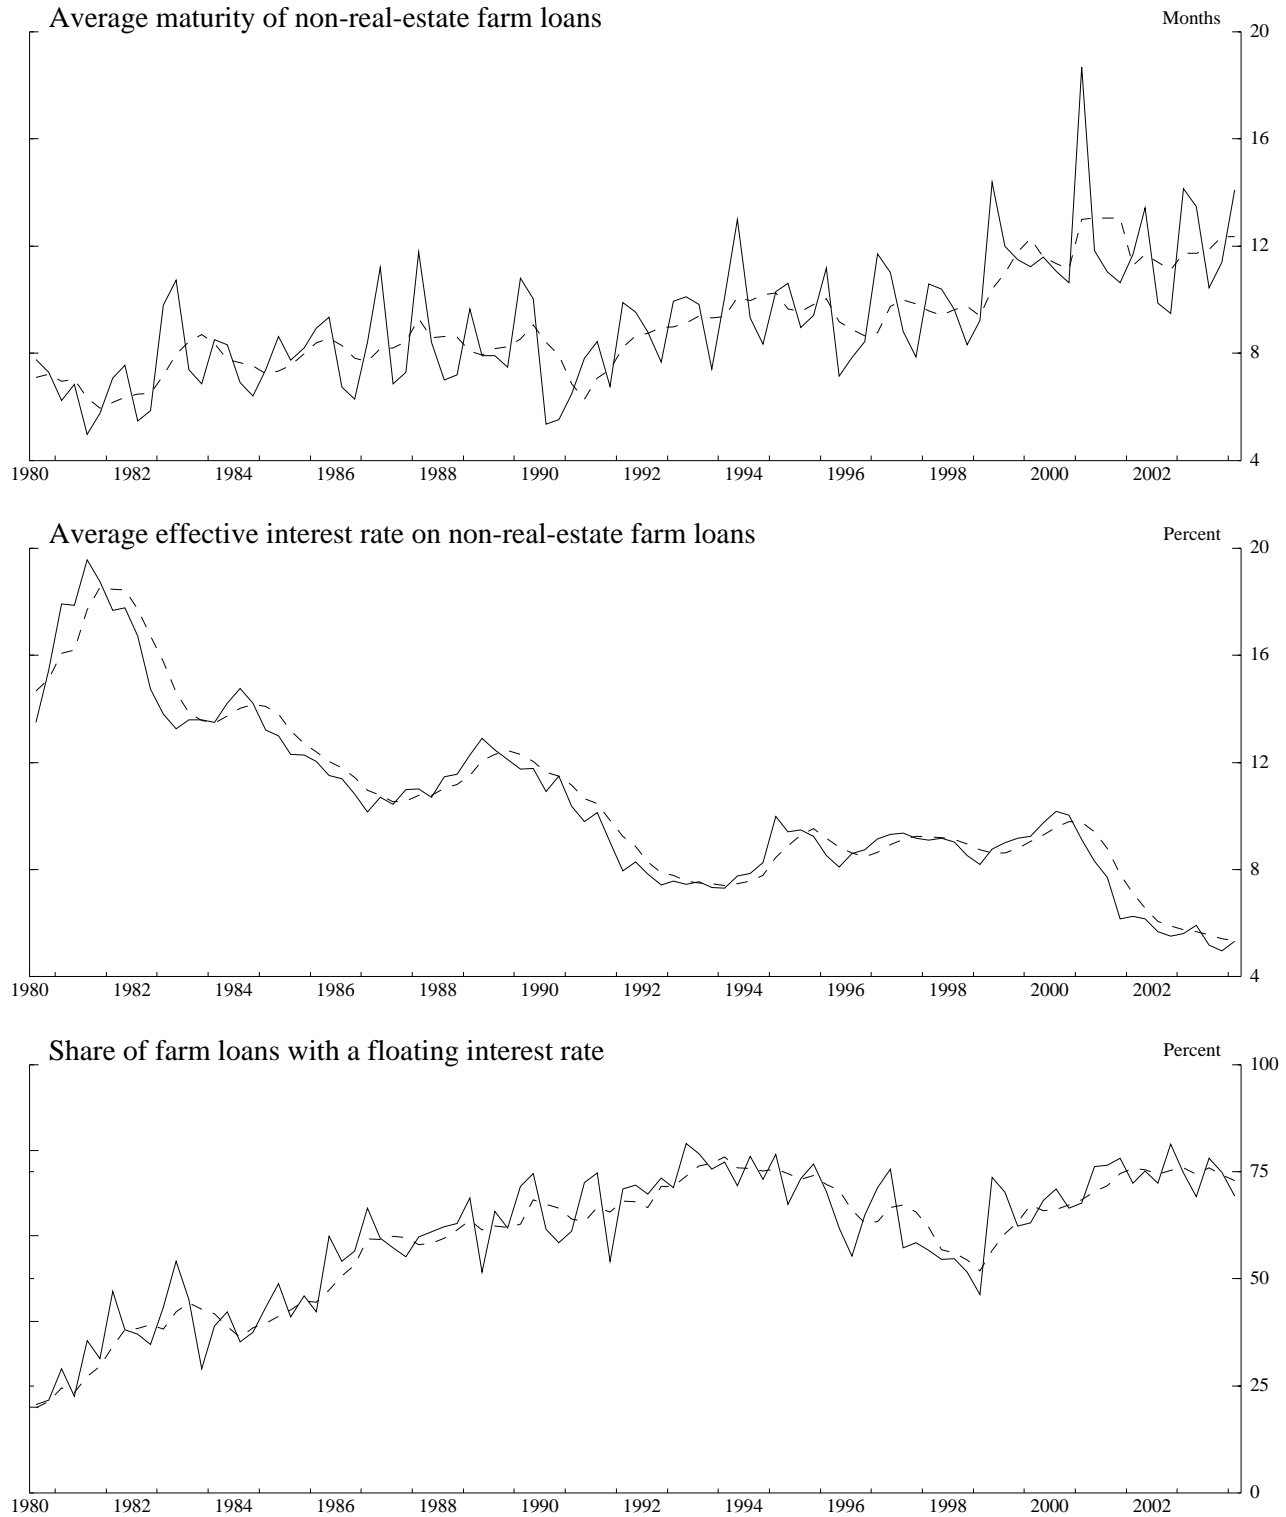 Average maturity of non-real-estate farm loans
Months
20
16
12
8
4
1980 1982 1984 1986 1988 1990 1992 1994 1996 1998 2000 2002
Average effective interest rate on non-real-estate farm loans
Percent
20
16
12
8
4
1980 1982 1984 1986 1988 1990 1992 1994 1996 1998 2000 2002
Share of farm loans with a floating interest rate
Percent
100
75
50
25
0
1980 1982 1984 1986 1988 1990 1992 1994 1996 1998 2000 2002